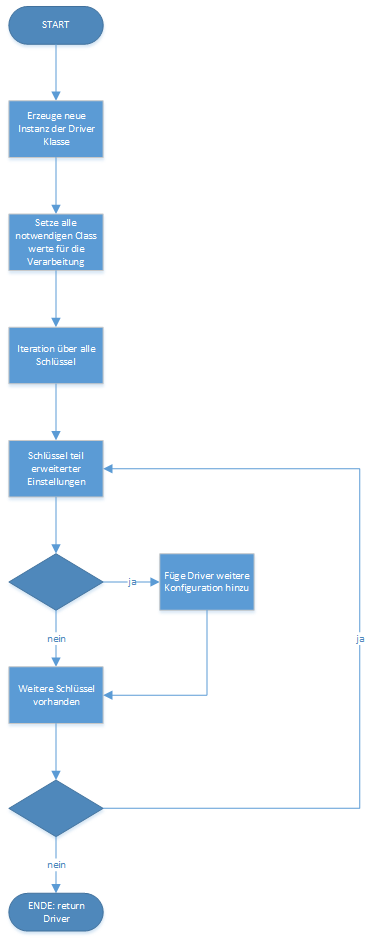 START
Erzeuge neue
Instanz der Driver
Klasse
Setze alle
notwendigen Class
werte für die
Verarbeitung
Iteration über alle
Schlüssel
Schlüssel teil
erweiterter
Einstellungen
ja
Füge Driver weitere
Konfiguration hinzu
nein
ja
Weitere Schlüssel
vorhanden
nein
ENDE: return
Driver